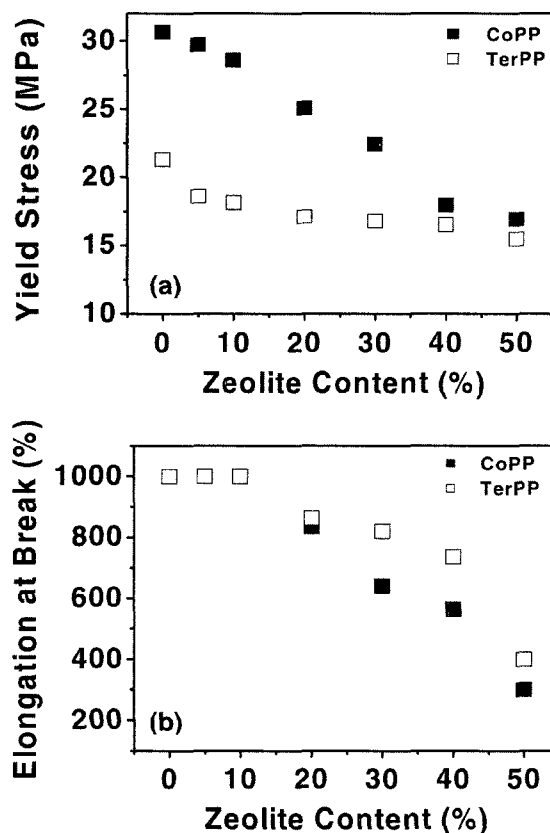 Yield Stress (MPa)
30
25
20
15
10
CoPP
TerPP
(a)
0 10 20 30 40 50
Zeolite Content (%)
Elongation at Break (%)
1000
800
600
400
200
CoPP
TerPP
(b)
0 10 20 30 40 50
Zeolite Content (%)